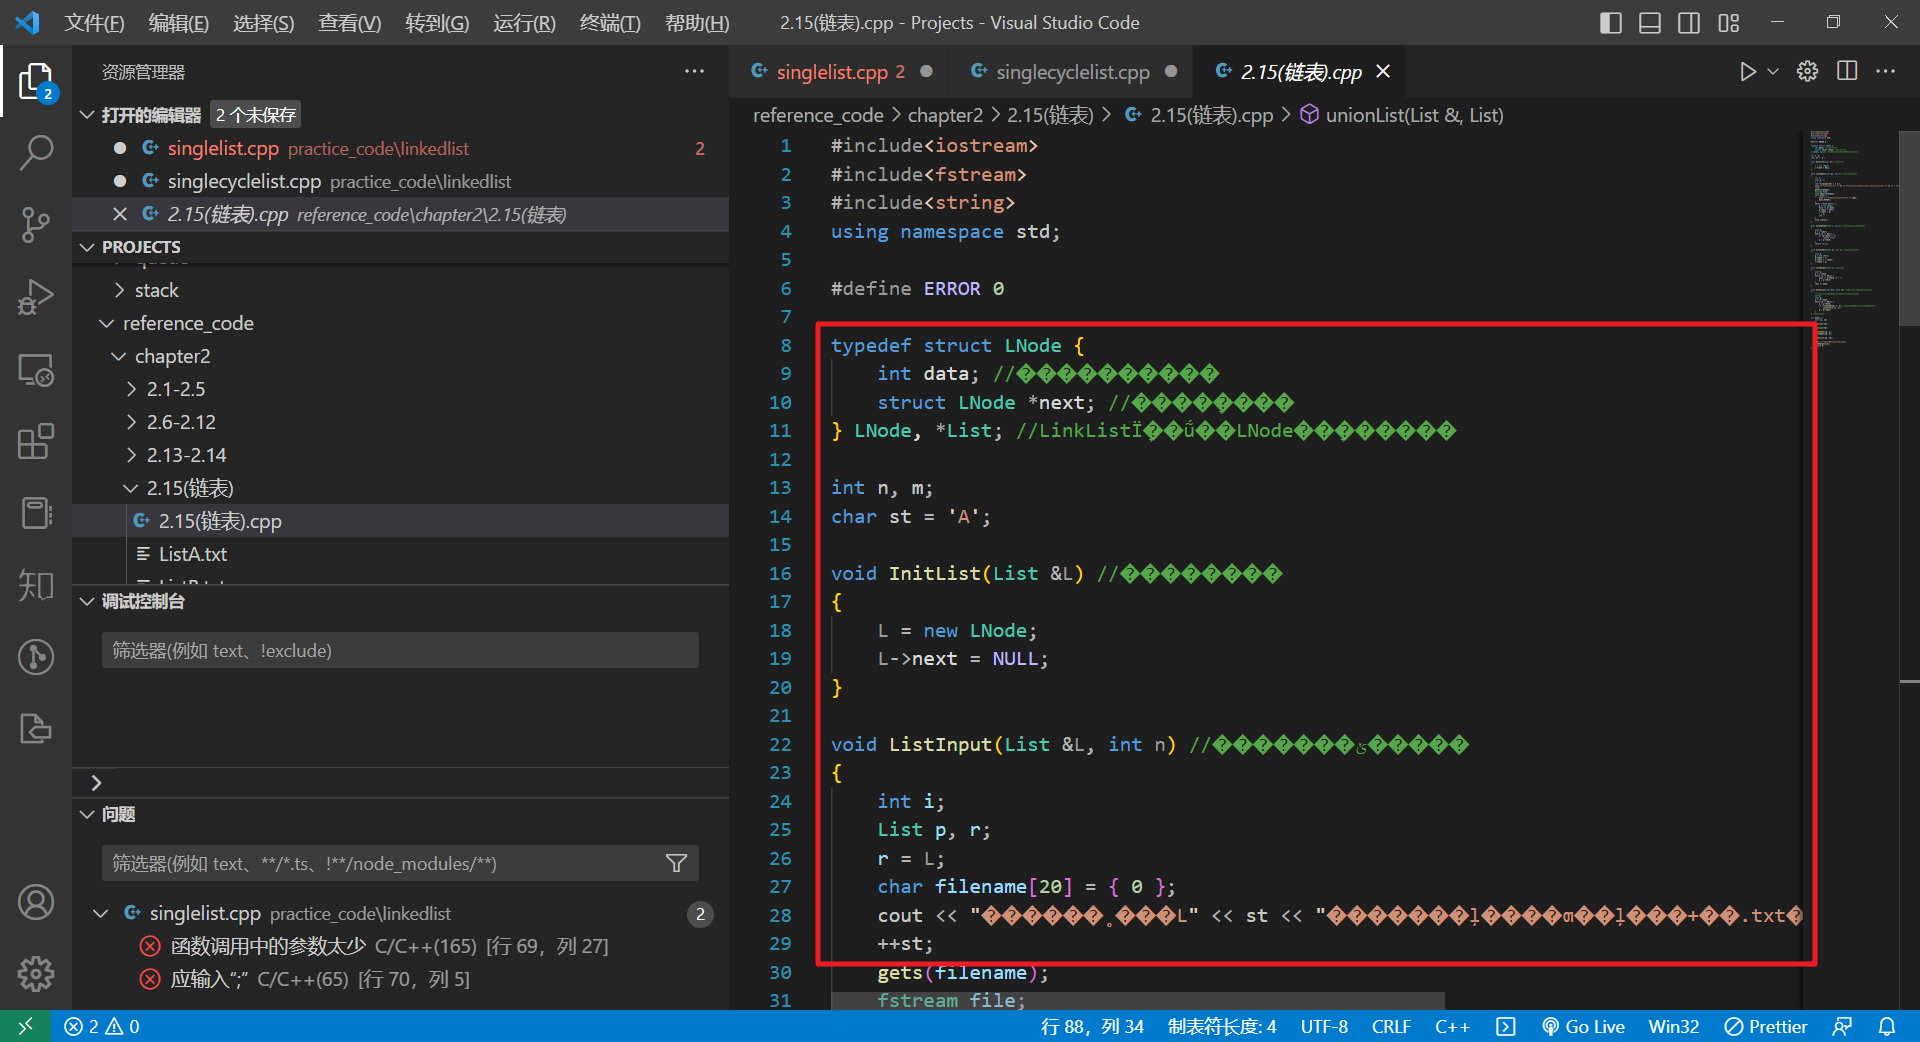 文件(F) 编辑(E) 选择(S) 查看(V) 转到(G) 运行(R) 终端(T) 帮助(H)
2.15(链表).cpp - Projects - Visual Studio Code
资源管理器
打开的编辑器 2 个未保存
singlelist.cpp practice_code\linkedlist 2
singlecyclelist.cpp practice_code\linkedlist
2.15(链表).cpp reference_code\chapter2\2.15(链表)
PROJECTS
stack
reference_code
chapter2
2.1-2.5
2.6-2.12
2.13-2.14
2.15(链表)
2.15(链表).cpp
ListA.txt
调试控制台
筛选器(例如 text、!exclude)
问题
筛选器(例如 text、**/*.ts、!**/node_modules/**)
singlelist.cpp practice_code\linkedlist 2
函数调用中的参数太少 C/C++(165) [行 69，列 27]
应输入“;” C/C++(65) [行 70，列 5]
2
知
singlelist.cpp 2
singlecyclelist.cpp
2.15(链表).cpp
reference_code > chapter2 > 2.15(链表) > 2.15(链表).cpp > unionList(List &, List)
1 #include<iostream>
2 #include<fstream>
3 #include<string>
4 using namespace std;
5
6 #define ERROR 0
7
8 typedef struct LNode {
9 int data; //�����������
10 struct LNode *next; //��������
11 } LNode, *List; //LinkList
12
13 int n, m;
14 char st = 'A';
15
16 void InitList(List &L) //��������
17 {
18 L = new LNode;
19 L->next = NULL;
20 }
21
22 void ListInput(List &L, int n) //
23 {
24 int i;
25 List p, r;
26 r = L;
27 char filename[20] = { 0 };
28 cout << " L" << st << " .txt
29 ++st;
30 gets(filename);
31 fstream file;
2 0
行 88，列 34 制表符长度: 4 UTF-8 CRLF C++ Go Live Win32 Prettier